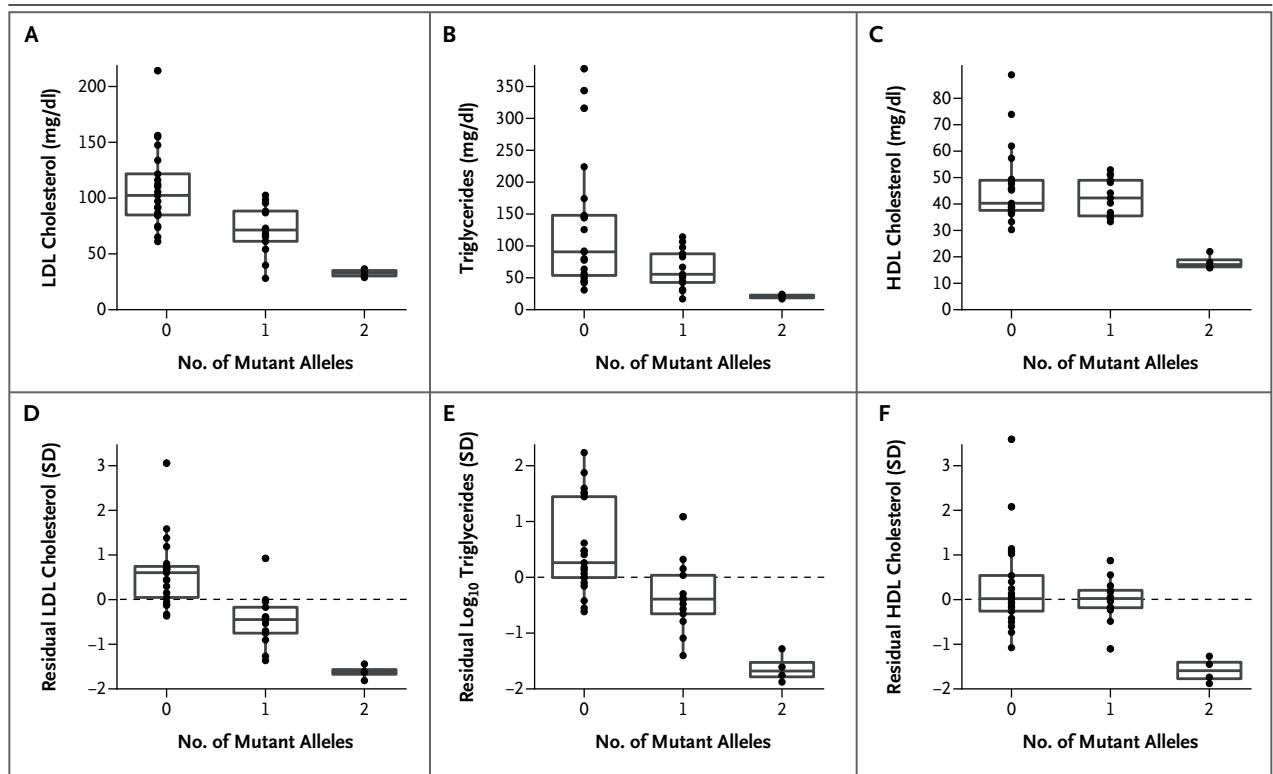 A
LDL Cholesterol (mg/dl)
200
150
100
50
0
0 1 2
No. of Mutant Alleles
B
Triglycerides (mg/dl)
350
300
250
200
150
100
50
0
0 1 2
No. of Mutant Alleles
C
HDL Cholesterol (mg/dl)
80
70
60
50
40
30
20
10
0
0 1 2
No. of Mutant Alleles
D
Residual LDL Cholesterol (SD)
3
2
1
0
−1
−2
0 1 2
No. of Mutant Alleles
E
Residual Log10 Triglycerides (SD)
2
1
0
−1
−2
0 1 2
No. of Mutant Alleles
F
Residual HDL Cholesterol (SD)
3
2
1
0
−1
−2
0 1 2
No. of Mutant Alleles